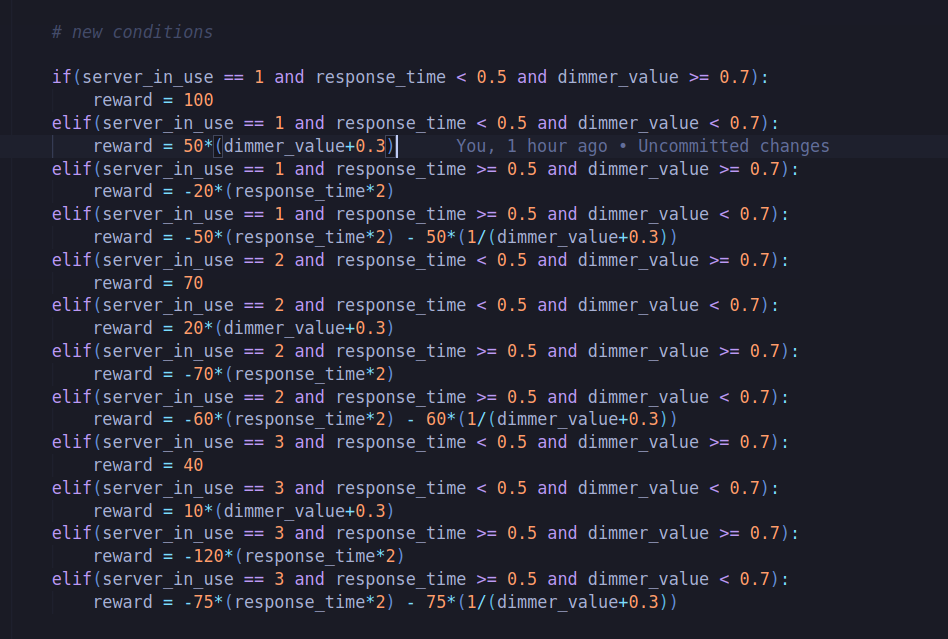 # new conditions
if(server_in_use == 1 and response_time < 0.5 and dimmer_value >= 0.7):
reward = 100
elif(server_in_use == 1 and response_time < 0.5 and dimmer_value < 0.7):
reward = 50*(dimmer_value+0.3) You, 1 hour ago • Uncommitted changes
elif(server_in_use == 1 and response_time >= 0.5 and dimmer_value >= 0.7):
reward = -20*(response_time*2)
elif(server_in_use == 1 and response_time >= 0.5 and dimmer_value < 0.7):
reward = -50*(response_time*2) - 50*(1/(dimmer_value+0.3))
elif(server_in_use == 2 and response_time < 0.5 and dimmer_value >= 0.7):
reward = 70
elif(server_in_use == 2 and response_time < 0.5 and dimmer_value < 0.7):
reward = 20*(dimmer_value+0.3)
elif(server_in_use == 2 and response_time >= 0.5 and dimmer_value >= 0.7):
reward = -70*(response_time*2)
elif(server_in_use == 2 and response_time >= 0.5 and dimmer_value < 0.7):
reward = -60*(response_time*2) - 60*(1/(dimmer_value+0.3))
elif(server_in_use == 3 and response_time < 0.5 and dimmer_value >= 0.7):
reward = 40
elif(server_in_use == 3 and response_time < 0.5 and dimmer_value < 0.7):
reward = 10*(dimmer_value+0.3)
elif(server_in_use == 3 and response_time >= 0.5 and dimmer_value >= 0.7):
reward = -120*(response_time*2)
elif(server_in_use == 3 and response_time >= 0.5 and dimmer_value < 0.7):
reward = -75*(response_time*2) - 75*(1/(dimmer_value+0.3))